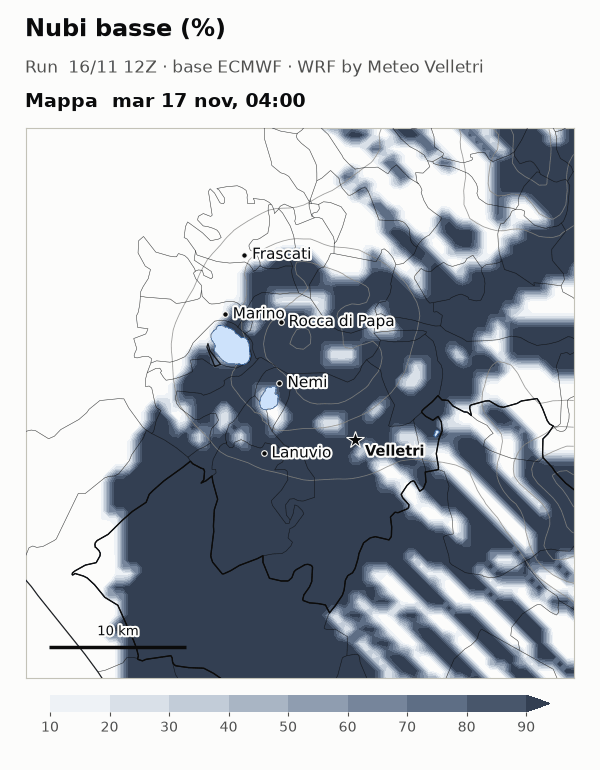 Nubi basse (%)
Run  16/11 12Z · base ECMWF · WRF by Meteo Velletri
Mappa  mar 17 nov, 04:00
Frascati
Marino
Rocca di Papa
Nemi
Velletri
Lanuvio
10 km
10 20 30 40 50 60 70 80 90